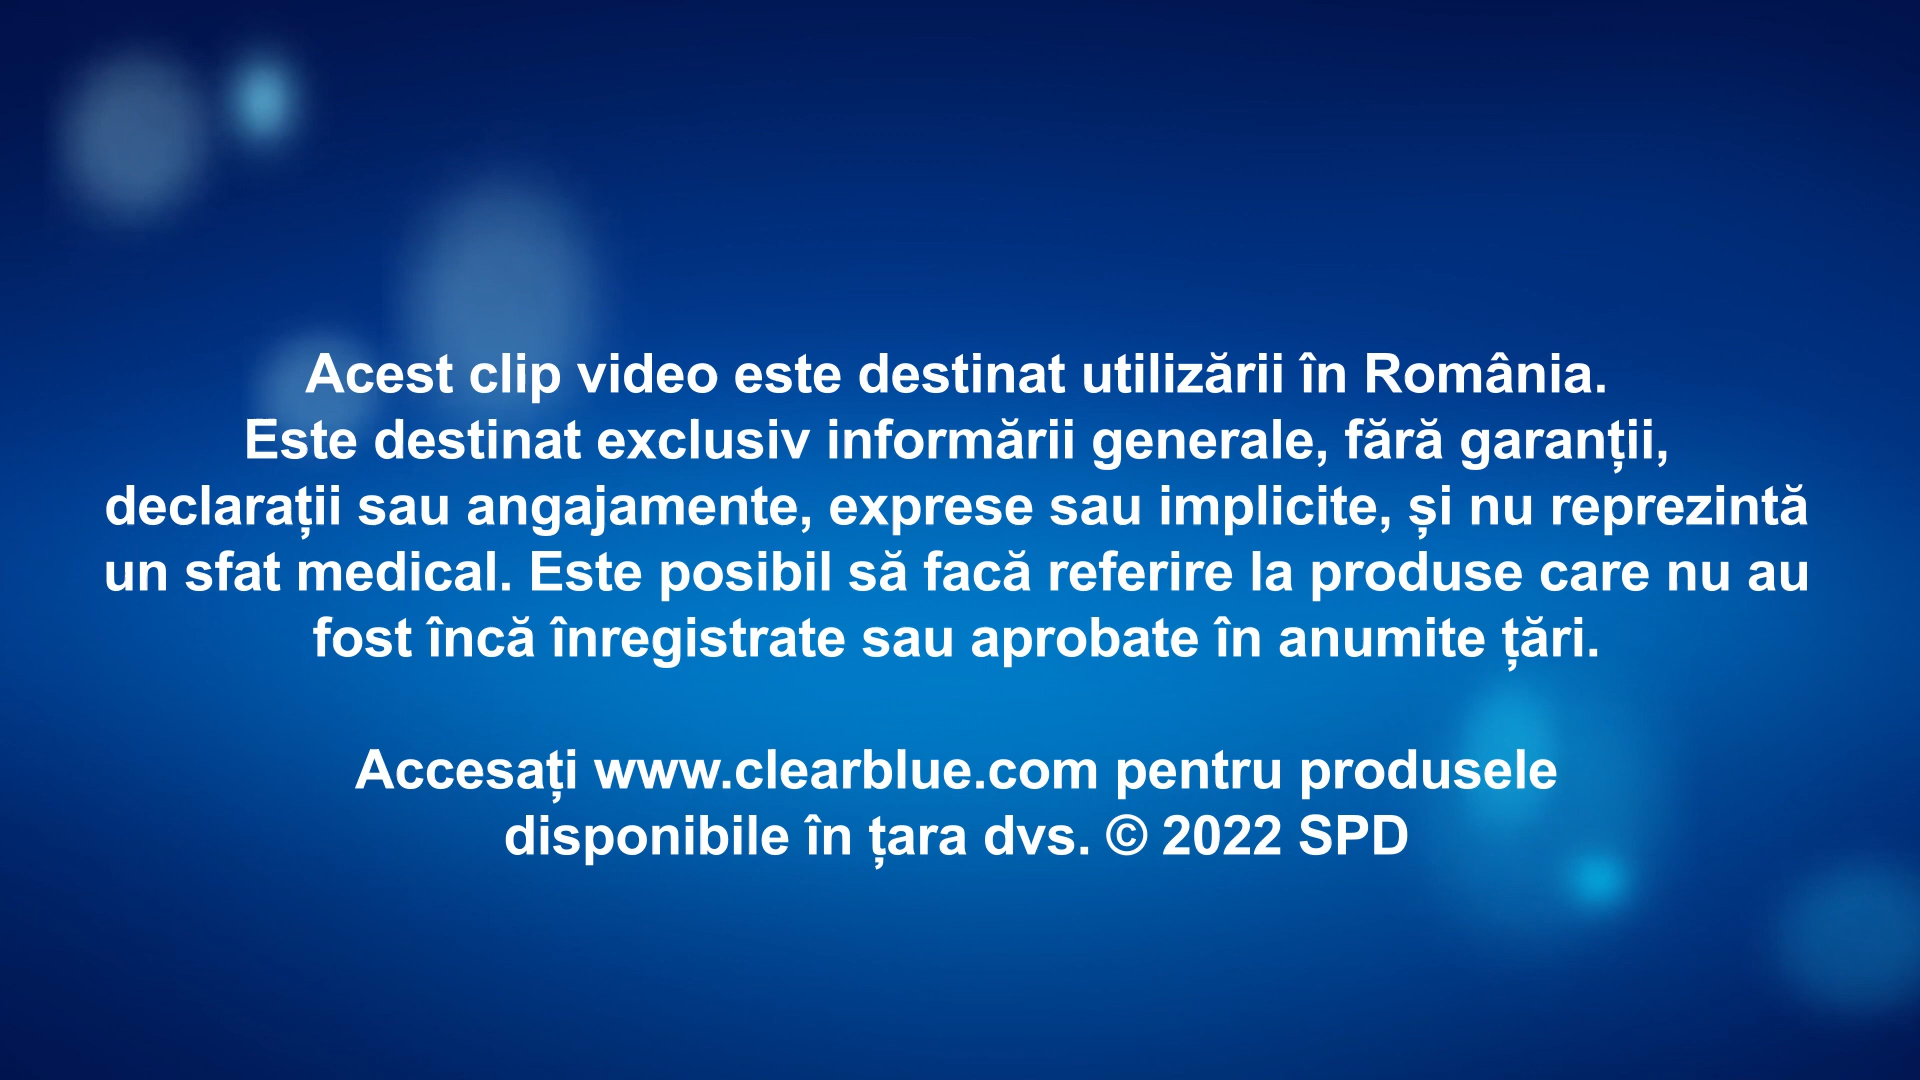 Acest clip video este destinat utilizării în România.
Este destinat exclusiv informării generale, fără garanții,
declarații sau angajamente, exprese sau implicite, și nu reprezintă
un sfat medical. Este posibil să facă referire la produse care nu au
fost încă înregistrate sau aprobate în anumite țări.
Accesați www.clearblue.com pentru produsele
disponibile în țara dvs. © 2022 SPD